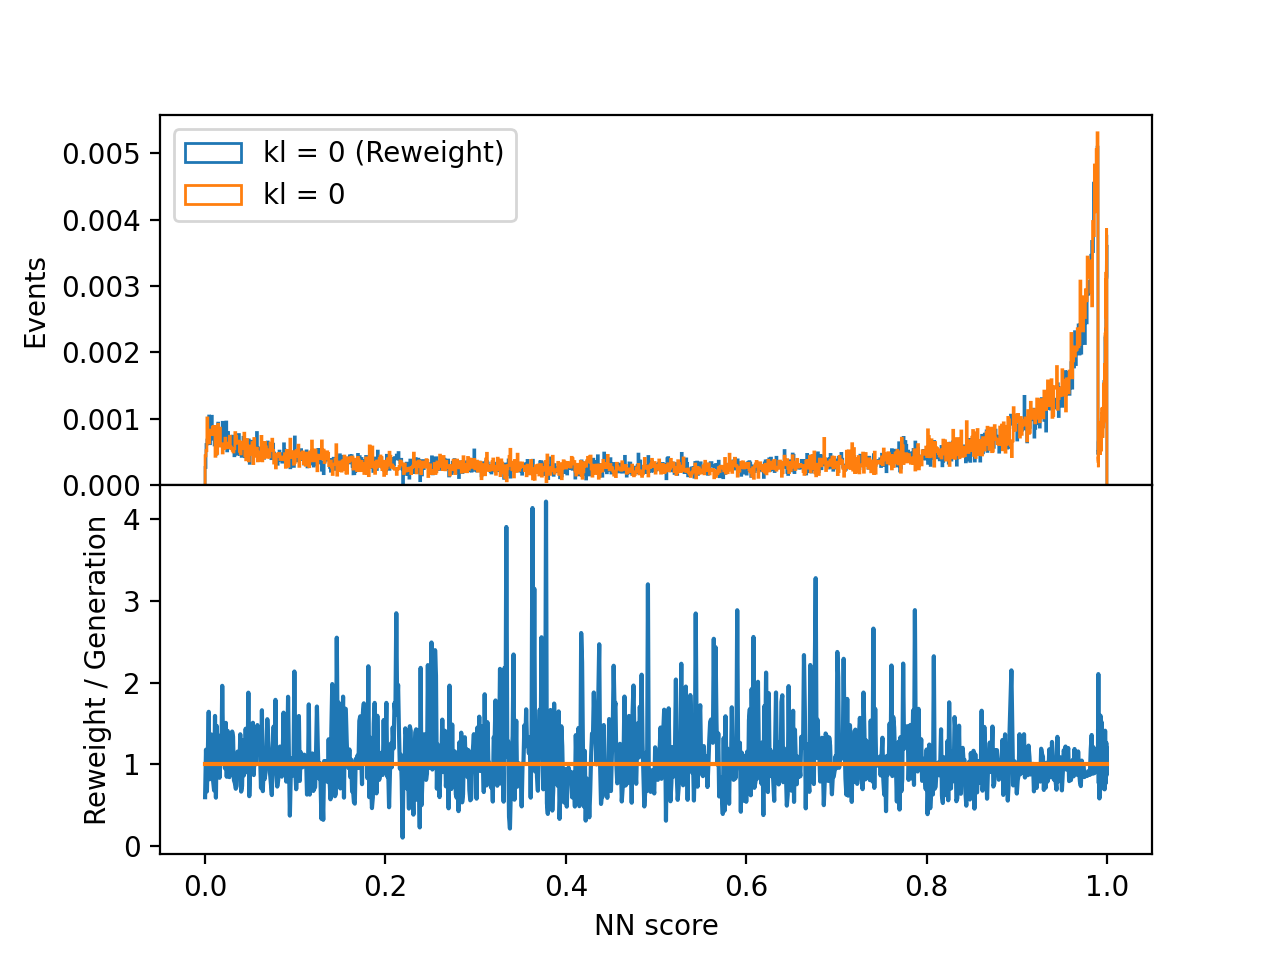 kl = 0 (Reweight)
kl = 0
Events
0.005
0.004
0.003
0.002
0.001
0.000
Reweight / Generation
4
3
2
1
0
0.0 0.2 0.4 0.6 0.8 1.0
NN score